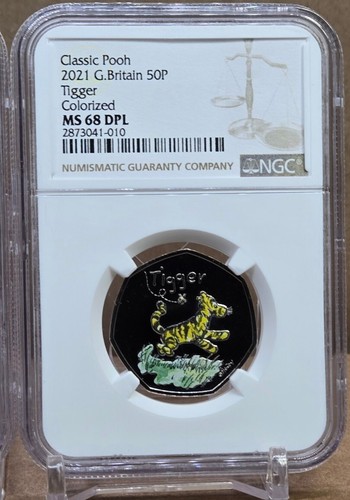 Classic Pooh
2021 G.Britain 50P
Tigger
Colorized
MS 68 DPL
2873041-010
NUMISMATIC GUARANTY COMPANY
NGC
Tigger